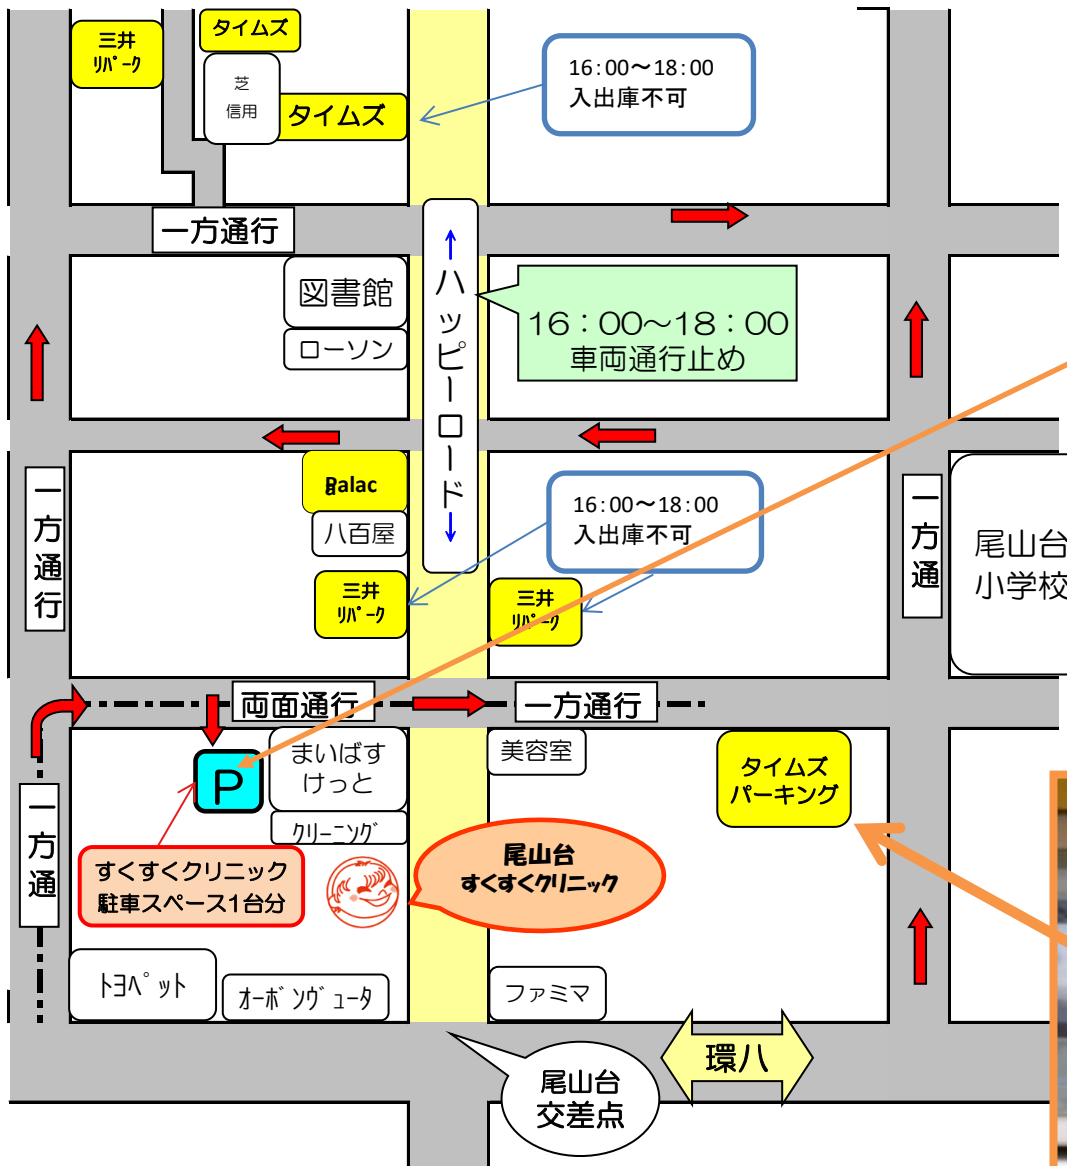 三井
ﾘﾊﾟｰｸ
タイムズ
芝
信用
タイムズ
16:00～18:00
入出庫不可
一方通行
図書館
ローソン
↑ハッピーロード↓
１６：００～１８：００
車両通行止め
一方通行
Balac
八百屋
三井
ﾘﾊﾟｰｸ
16:00～18:00
入出庫不可
三井
ﾘﾊﾟｰｸ
一方通
尾山台
小学校
両面通行
一方通行
P
まいばす
けっと
ｸﾘｰﾆﾝｸﾞ
美容室
タイムズ
パーキング
一方通
すくすくクリニック
駐車スペース1台分
尾山台
すくすくクリニック
ﾄﾖﾍﾟｯﾄ
ｵｰﾎﾞﾝｳﾞｭｰﾀ
ファミマ
環八
尾山台
交差点